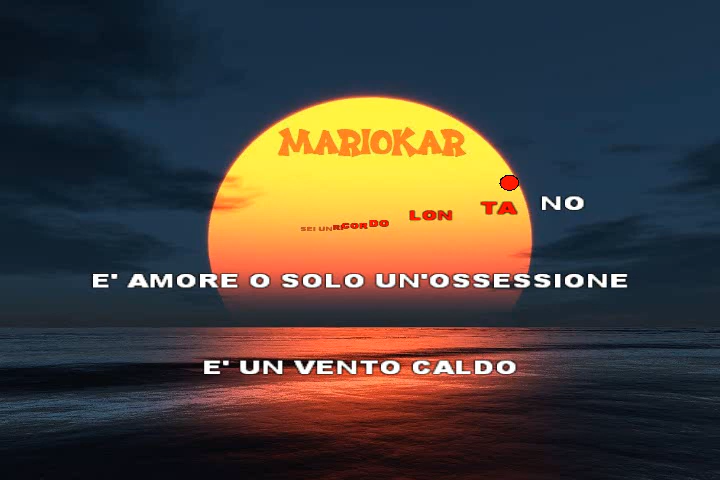 MARIOKAR
SEI UN RICORDO LON TA NO
E' AMORE O SOLO UN'OSSESSIONE
E' UN VENTO CALDO